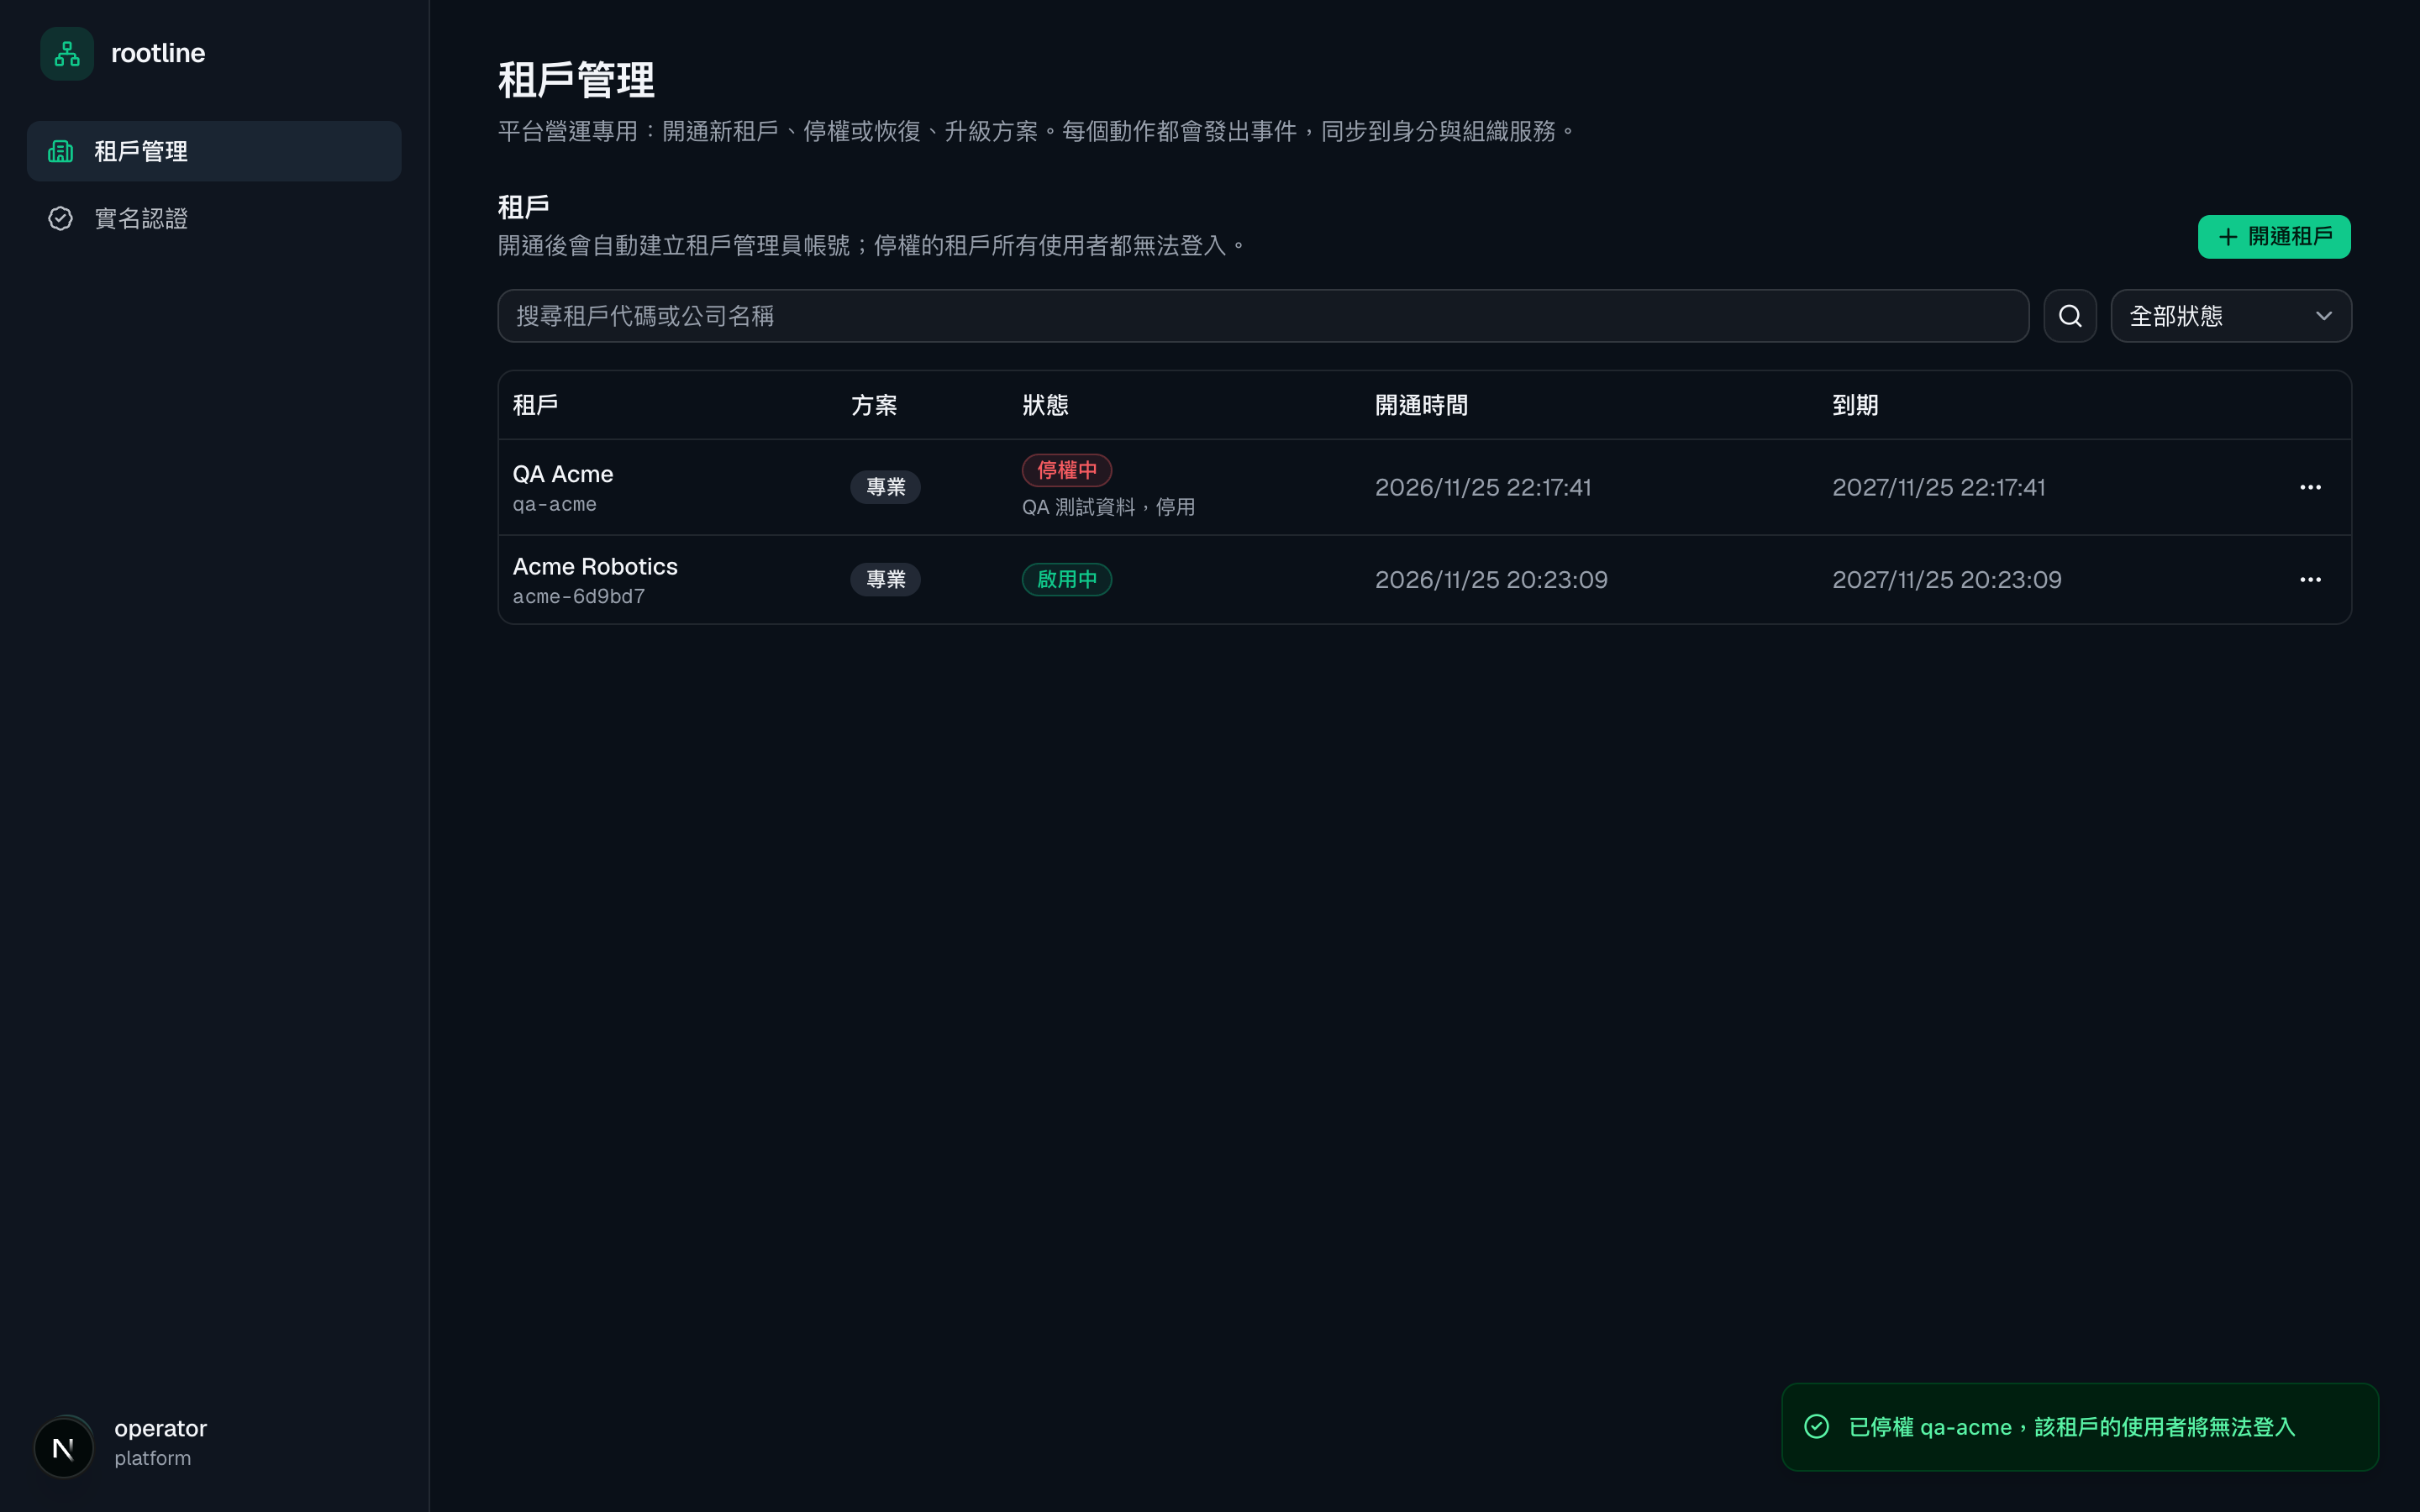 rootline
租戶管理
實名認證
租戶管理
平台營運專用：開通新租戶、停權或恢復、升級方案。每個動作都會發出事件，同步到身分與組織服務。
租戶
開通後會自動建立租戶管理員帳號；停權的租戶所有使用者都無法登入。
開通租戶
搜尋租戶代碼或公司名稱
全部狀態
租戶 方案 狀態 開通時間 到期
QA Acme
qa-acme
專業
停權中
QA 測試資料，停用
2026/11/25 22:17:41
2027/11/25 22:17:41
Acme Robotics
acme-6d9bd7
專業
啟用中
2026/11/25 20:23:09
2027/11/25 20:23:09
N
operator
platform
已停權 qa-acme，該租戶的使用者將無法登入